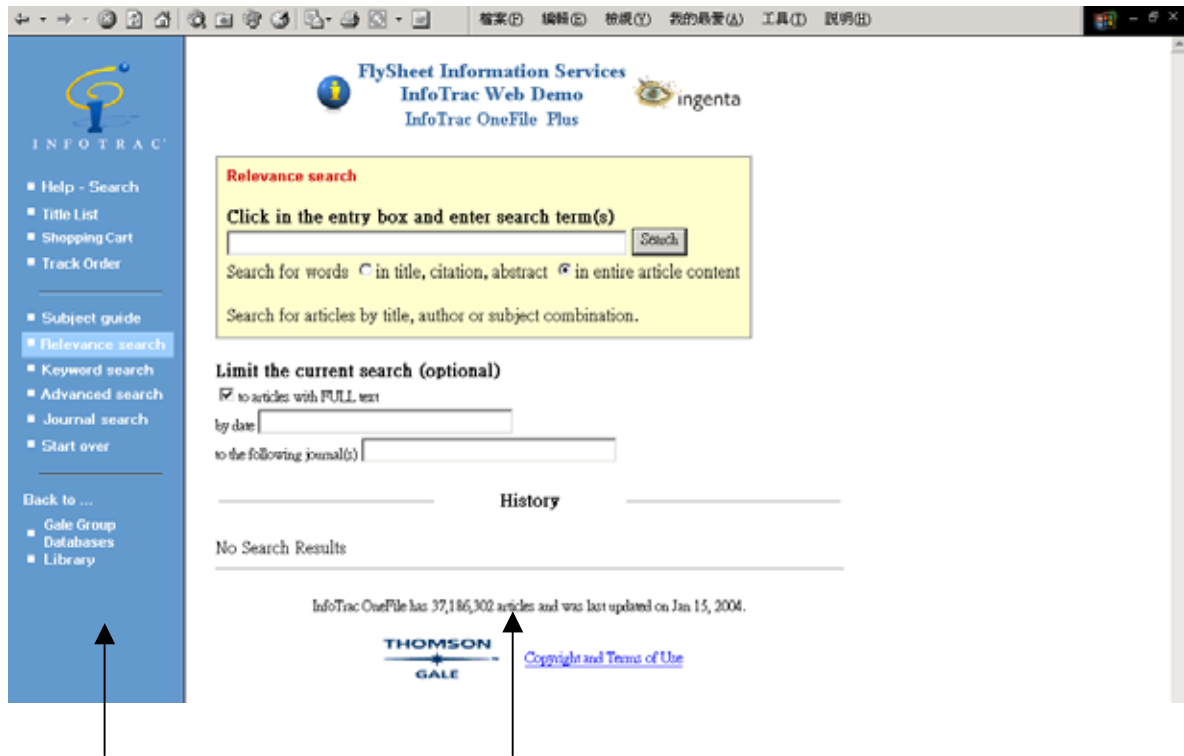 檔案(F) 編輯(E) 檢視(V) 我的最愛(A) 工具(T) 說明(H)
INFOTRAC
Help - Search
Title List
Shopping Cart
Track Order
Subject guide
Relevance search
Keyword search
Advanced search
Journal search
Start over
Back to ...
Gale Group
Databases
Library
FlySheet Information Services
InfoTrac Web Demo
InfoTrac OneFile Plus
ingenta
Relevance search
Click in the entry box and enter search term(s)
Search
Search for words in title, citation, abstract in entire article content
Search for articles by title, author or subject combination.
Limit the current search (optional)
to articles with FULL text
by date
to the following journal(s)
History
No Search Results
InfoTrac OneFile has 37,186,302 articles and was last updated on Jan 15, 2004.
THOMSON
GALE
Copyright and Terms of Use